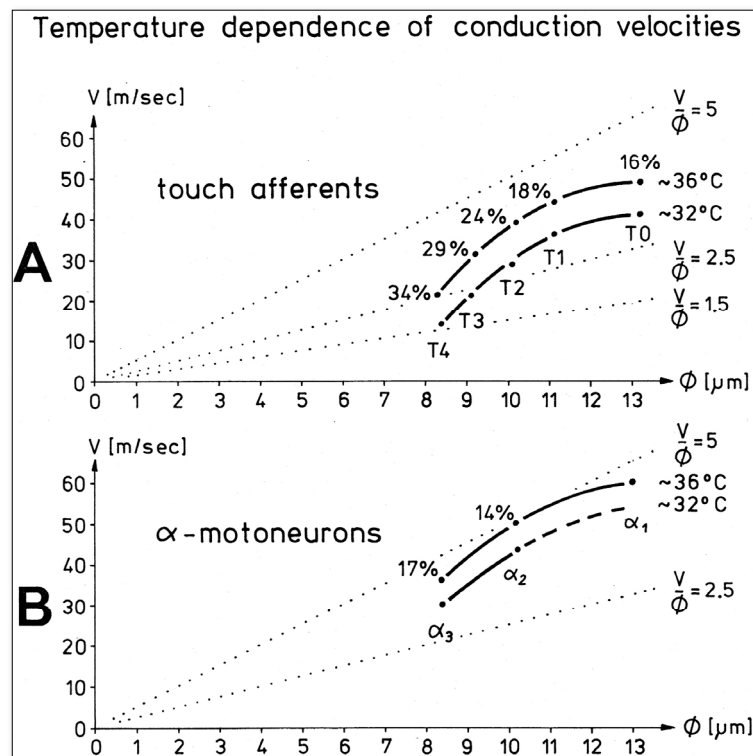 Temperature dependence of conduction velocities
A
V [m/sec]
60
50
40
30
20
10
0
touch afferents
34%
29%
24%
18%
16%
T4
T3
T2
T1
T0
V/Φ=5
~36°C
~32°C
V/Φ=2.5
V/Φ=1.5
0 1 2 3 4 5 6 7 8 9 10 11 12 13 Φ [µm]
B
V [m/sec]
60
50
40
30
20
10
0
α-motoneurons
17%
14%
α₃
α₂
α₁
V/Φ=5
~36°C
~32°C
V/Φ=2.5
0 1 2 3 4 5 6 7 8 9 10 11 12 13 Φ [µm]